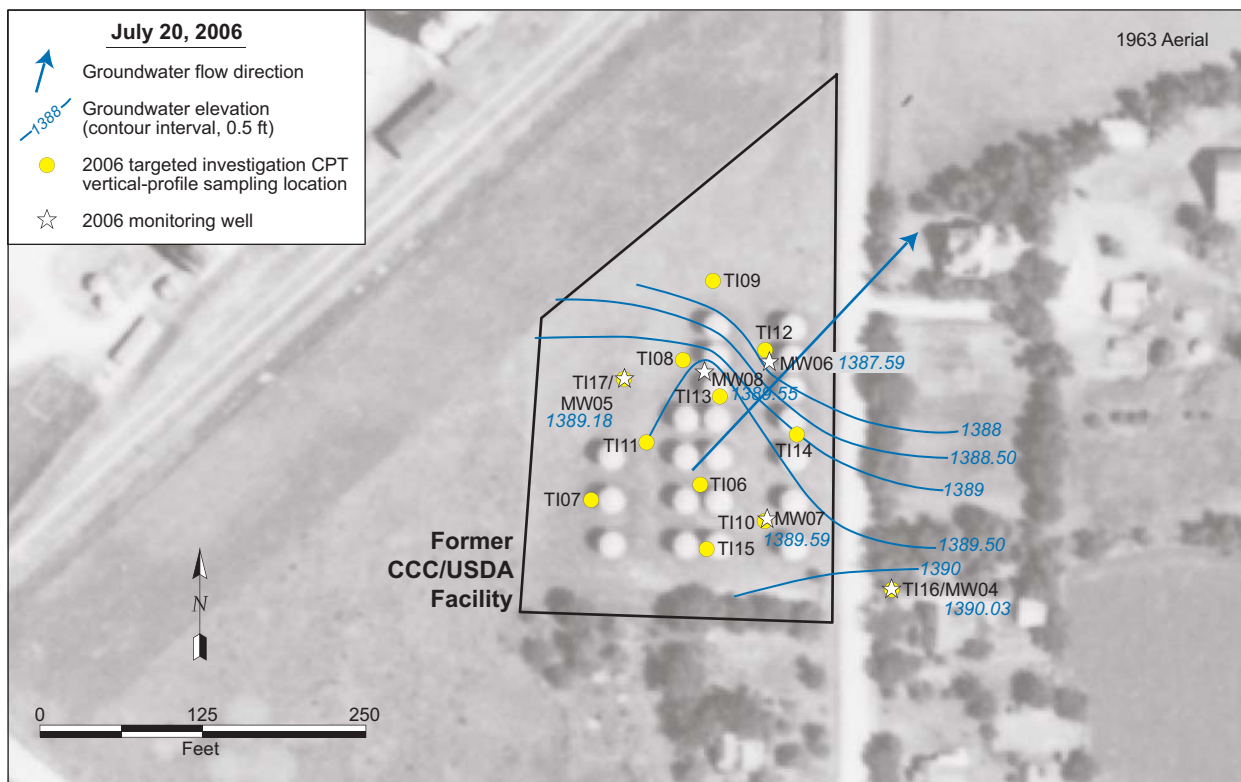 July 20, 2006
Groundwater flow direction
1388
Groundwater elevation
(contour interval, 0.5 ft)
2006 targeted investigation CPT
vertical-profile sampling location
2006 monitoring well
1963 Aerial
TI09
TI12
TI08
MW06 1387.59
MW08
TI17/
MW05
TI13
1389.55
1389.18
1388
TI11
TI14
1388.50
TI06
1389
TI07
TI10
MW07
1389.59
1389.50
TI15
Former
CCC/USDA
Facility
1390
TI16/MW04
1390.03
N
0
125
250
Feet